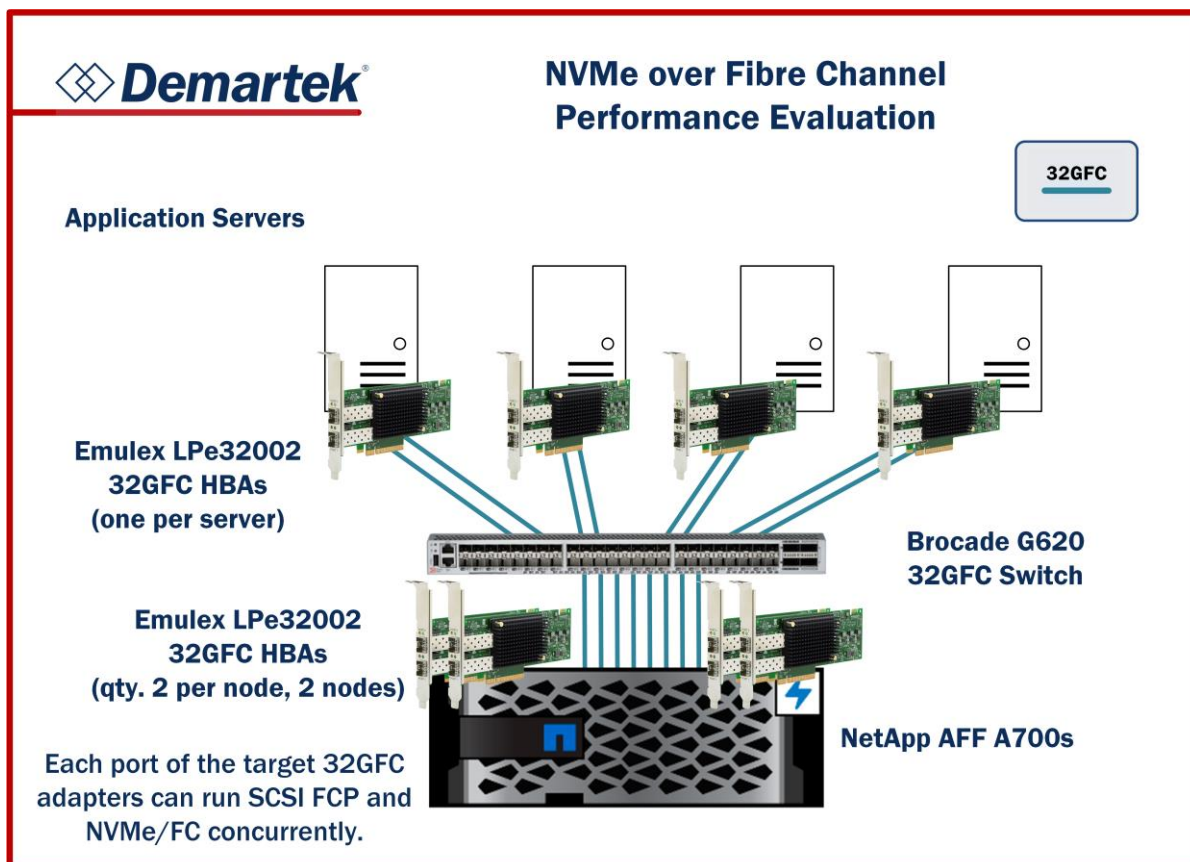 Demartek®
NVMe over Fibre Channel
Performance Evaluation
32GFC
Application Servers
Emulex LPe32002
32GFC HBAs
(one per server)
Brocade G620
32GFC Switch
Emulex LPe32002
32GFC HBAs
(qty. 2 per node, 2 nodes)
NetApp AFF A700s
Each port of the target 32GFC
adapters can run SCSI FCP and
NVMe/FC concurrently.